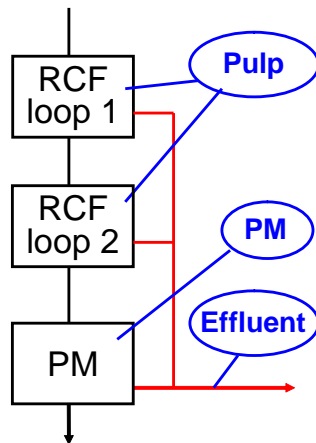 RCF
loop 1
Pulp
RCF
loop 2
PM
Effluent
PM